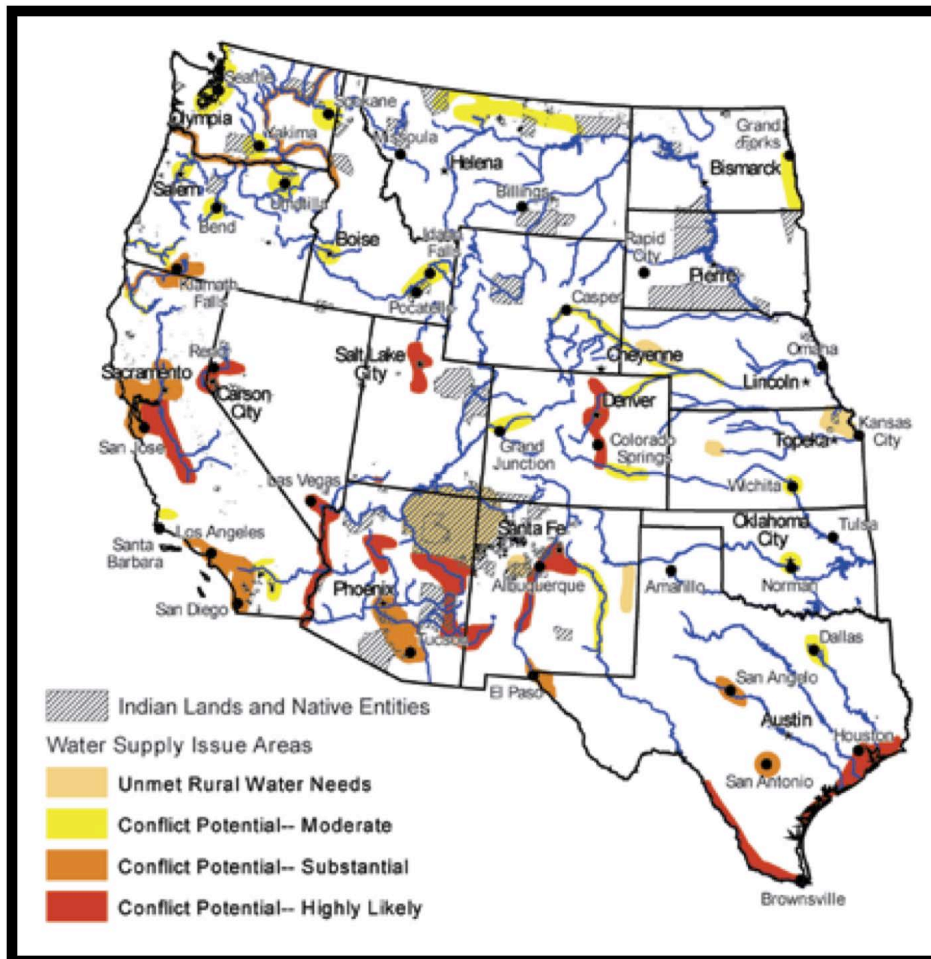 Seattle
Olympia
Spokane
Yakima
Missoula
Helena
Grand
Forks
Bismarck
Salem
Umatilla
Billings
Bend
Boise
Idaho
Falls
Rapid
City
Pierre
Klamath
Falls
Pocatello
Casper
Reno
Salt Lake
City
Cheyenne
Omaha
Sacramento
Carson
City
Lincoln
Denver
San Jose
Grand
Junction
Colorado
Springs
Topeka
Kansas
City
Las Vegas
Wichita
Santa Fe
Oklahoma
City
Tulsa
Los Angeles
Santa
Barbara
Albuquerque
Amarillo
Norman
Phoenix
San Diego
Tucson
Dallas
El Paso
San Angelo
Austin
Houston
San Antonio
Brownsville
Indian Lands and Native Entities
Water Supply Issue Areas
Unmet Rural Water Needs
Conflict Potential-- Moderate
Conflict Potential-- Substantial
Conflict Potential-- Highly Likely